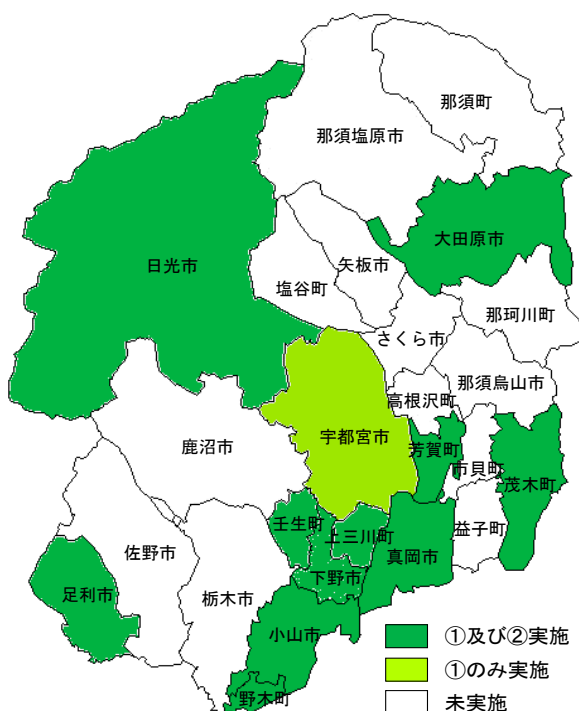 那須町
那須塩原市
大田原市
日光市
矢板市
塩谷町
那珂川町
さくら市
那須烏山市
高根沢町
宇都宮市
鹿沼市
芳賀町
市貝町
茂木町
壬生町
上三川町
益子町
佐野市
真岡市
下野市
足利市
栃木市
小山市
野木町
①及び②実施
①のみ実施
未実施